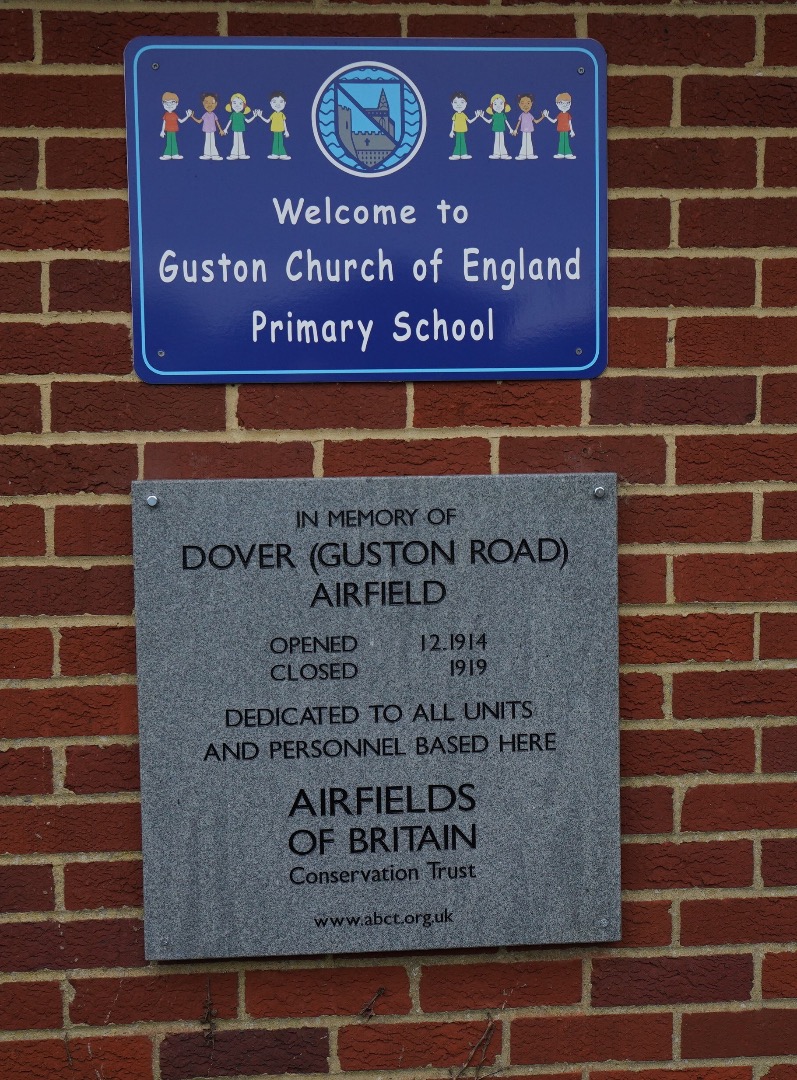 Welcome to
Guston Church of England
Primary School
IN MEMORY OF
DOVER (GUSTON ROAD)
AIRFIELD
OPENED 12.1914
CLOSED 1919
DEDICATED TO ALL UNITS
AND PERSONNEL BASED HERE
AIRFIELDS
OF BRITAIN
Conservation Trust
www.abct.org.uk